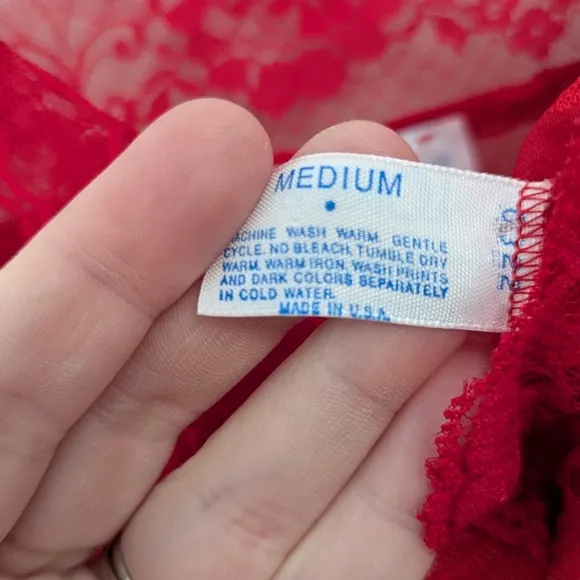 MEDIUM
MACHINE WASH WARM, GENTLE
CYCLE. NO BLEACH, TUMBLE DRY
WARM, WARM IRON. WASH PRINTS
AND DARK COLORS SEPARATELY
IN COLD WATER.
MADE IN U.S.A.